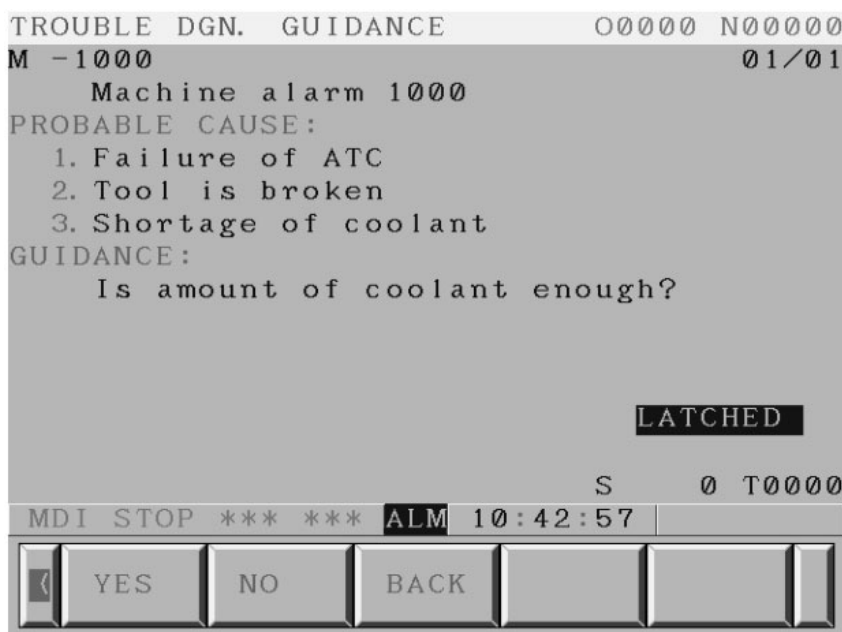 TROUBLE DGN. GUIDANCE O0000 N00000
M -1000 01/01
Machine alarm 1000
PROBABLE CAUSE:
1. Failure of ATC
2. Tool is broken
3. Shortage of coolant
GUIDANCE:
Is amount of coolant enough?
LATCHED
S 0 T0000
MDI STOP *** *** ALM 10:42:57
< YES NO BACK